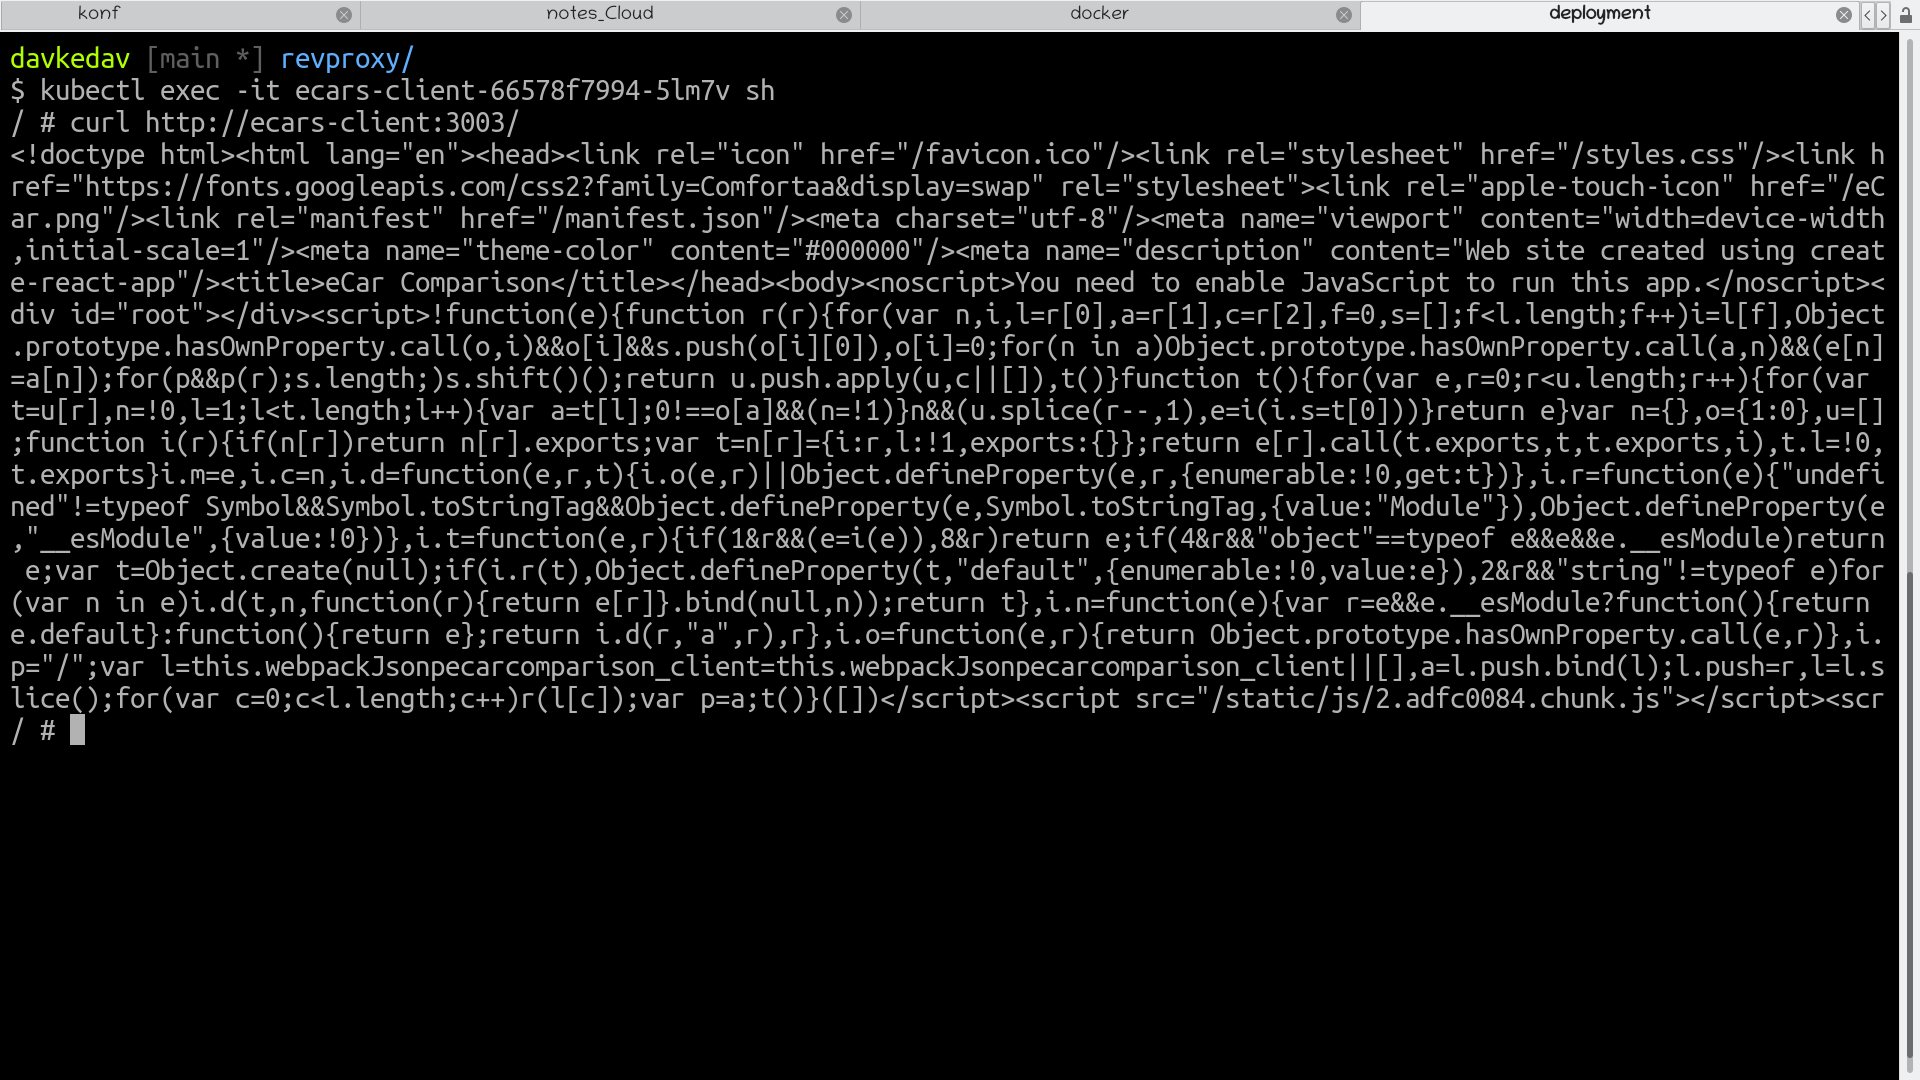 konf notes_Cloud docker deployment
davkedav [main *] revproxy/
$ kubectl exec -it ecars-client-66578f7994-5lm7v sh
/ # curl http://ecars-client:3003/
<!doctype html><html lang="en"><head><link rel="icon" href="/favicon.ico"/><link rel="stylesheet" href="/styles.css"/><link h
ref="https://fonts.googleapis.com/css2?family=Comfortaa&display=swap" rel="stylesheet"><link rel="apple-touch-icon" href="/eC
ar.png"/><link rel="manifest" href="/manifest.json"/><meta charset="utf-8"/><meta name="viewport" content="width=device-width
,initial-scale=1"/><meta name="theme-color" content="#000000"/><meta name="description" content="Web site created using creat
e-react-app"/><title>eCar Comparison</title></head><body><noscript>You need to enable JavaScript to run this app.</noscript><
div id="root"></div><script>!function(e){function r(r){for(var n,i,l=r[0],a=r[1],c=r[2],f=0,s=[];f<l.length;f++)i=l[f],Object
.prototype.hasOwnProperty.call(o,i)&&o[i]&&s.push(o[i][0]),o[i]=0;for(n in a)Object.prototype.hasOwnProperty.call(a,n)&&(e[n]
=a[n]);for(p&&p(r);s.length;)s.shift()();return u.push.apply(u,c||[]),t()}function t(){for(var e,r=0;r<u.length;r++){for(var
t=u[r],n=!0,l=1;l<t.length;l++){var a=t[l];0!==o[a]&&(n=!1)}n&&(u.splice(r--,1),e=i(i.s=t[0]))}return e}var n={},o={1:0},u=[]
;function i(r){if(n[r])return n[r].exports;var t=n[r]={i:r,l:!1,exports:{}};return e[r].call(t.exports,t,t.exports,i),t.l=!0,
t.exports}i.m=e,i.c=n,i.d=function(e,r,t){i.o(e,r)||Object.defineProperty(e,r,{enumerable:!0,get:t})},i.r=function(e){"undefi
ned"!=typeof Symbol&&Symbol.toStringTag&&Object.defineProperty(e,Symbol.toStringTag,{value:"Module"}),Object.defineProperty(e
,"__esModule",{value:!0})},i.t=function(e,r){if(1&r&&(e=i(e)),8&r)return e;if(4&r&&"object"==typeof e&&e&&e.__esModule)return
 e;var t=Object.create(null);if(i.r(t),Object.defineProperty(t,"default",{enumerable:!0,value:e}),2&r&&"string"!=typeof e)for
(var n in e)i.d(t,n,function(r){return e[r]}.bind(null,n));return t},i.n=function(e){var r=e&&e.__esModule?function(){return
e.default}:function(){return e};return i.d(r,"a",r),r},i.o=function(e,r){return Object.prototype.hasOwnProperty.call(e,r)},i.
p="/";var l=this.webpackJsonpecarcomparison_client=this.webpackJsonpecarcomparison_client||[],a=l.push.bind(l);l.push=r,l=l.s
lice();for(var c=0;c<l.length;c++)r(l[c]);var p=a;t()}([])</script><script src="/static/js/2.adfc0084.chunk.js"></script><scr
/ #